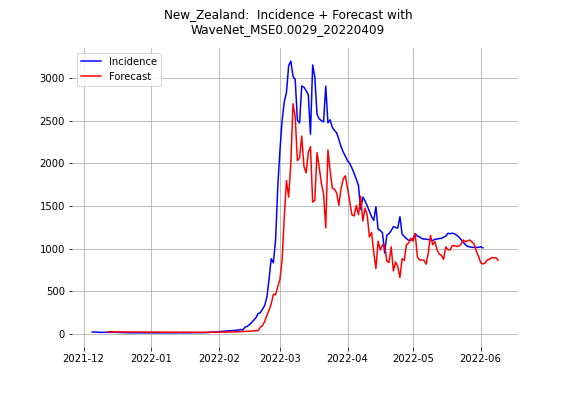 New_Zealand:  Incidence + Forecast with
WaveNet_MSE0.0029_20220409
Incidence
Forecast
3000
2500
2000
1500
1000
500
0
2021-12 2022-01 2022-02 2022-03 2022-04 2022-05 2022-06